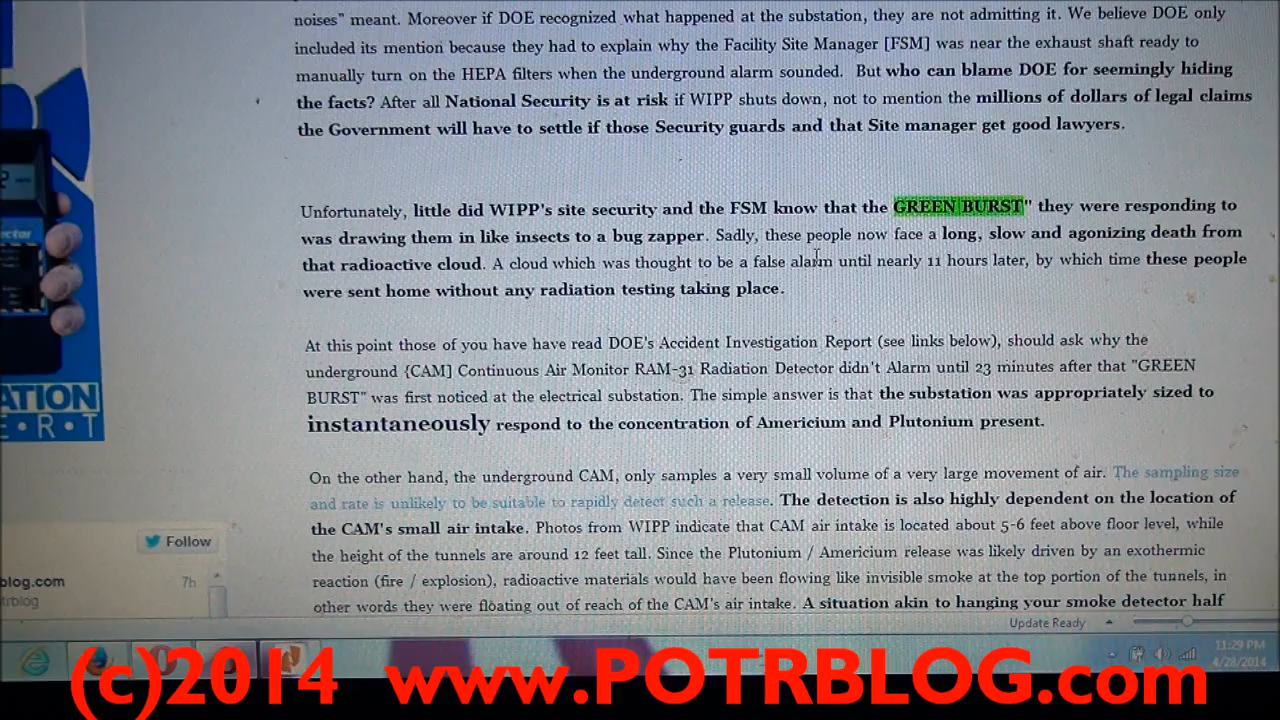 noises" meant. Moreover if DOE recognized what happened at the substation, they are not admitting it. We believe DOE only
included its mention because they had to explain why the Facility Site Manager [FSM] was near the exhaust shaft ready to
manually turn on the HEPA filters when the underground alarm sounded. But who can blame DOE for seemingly hiding
the facts? After all National Security is at risk if WIPP shuts down, not to mention the millions of dollars of legal claims
the Government will have to settle if those Security guards and that Site manager get good lawyers.
Unfortunately, little did WIPP's site security and the FSM know that the GREEN BURST" they were responding to
was drawing them in like insects to a bug zapper. Sadly, these people now face a long, slow and agonizing death from
that radioactive cloud. A cloud which was thought to be a false alarm until nearly 11 hours later, by which time these people
were sent home without any radiation testing taking place.
At this point those of you have have read DOE's Accident Investigation Report (see links below), should ask why the
underground {CAM] Continuous Air Monitor RAM-31 Radiation Detector didn't Alarm until 23 minutes after that "GREEN
BURST" was first noticed at the electrical substation. The simple answer is that the substation was appropriately sized to
instantaneously respond to the concentration of Americium and Plutonium present.
On the other hand, the underground CAM, only samples a very small volume of a very large movement of air. The sampling size
and rate is unlikely to be suitable to rapidly detect such a release. The detection is also highly dependent on the location of
the CAM's small air intake. Photos from WIPP indicate that CAM air intake is located about 5-6 feet above floor level, while
the height of the tunnels are around 12 feet tall. Since the Plutonium / Americium release was likely driven by an exothermic
reaction (fire / explosion), radioactive materials would have been flowing like invisible smoke at the top portion of the tunnels, in
other words they were floating out of reach of the CAM's air intake. A situation akin to hanging your smoke detector half
ector
ATION
E•R•T
Follow
blog.com 7h
trblog
Update Ready
11:29 PM
4/28/2014
(c)2014 www.POTRBLOG.com